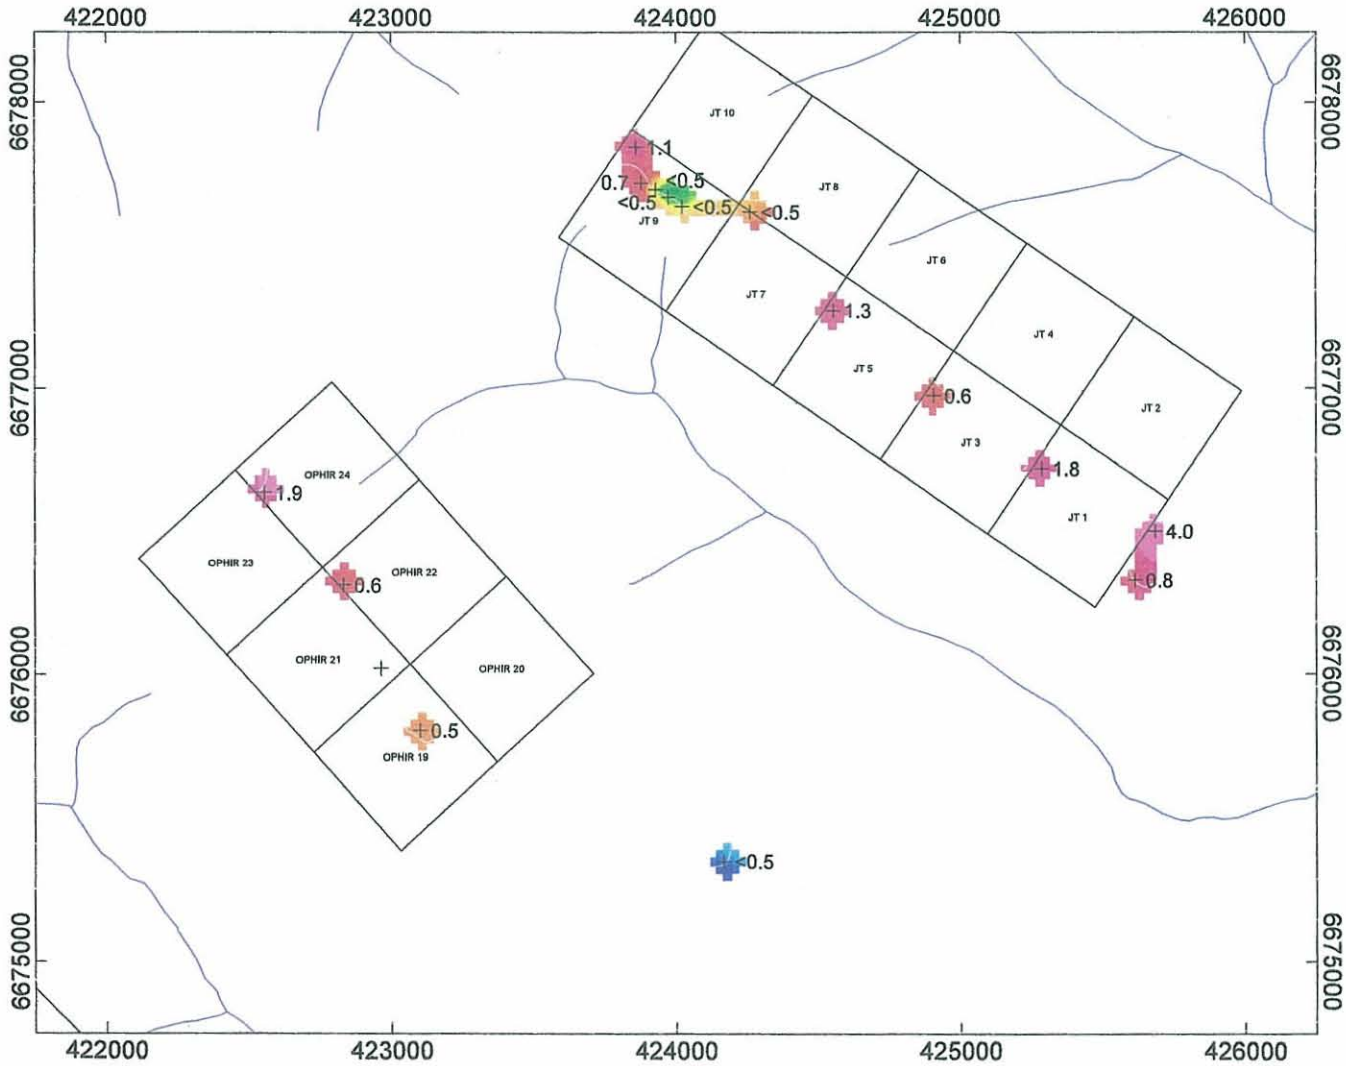 422000 423000 424000 425000 426000
6678000 6678000
JT 10
1.1
0.7 <0.5
JT 8
<0.5 <0.5 <0.5
JT 9
JT 6
JT 7
1.3
JT 4
JT 5
6677000 6677000
0.6
JT 2
JT 3
1.8
OPHIR 24
1.9
JT 1
4.0
OPHIR 23
OPHIR 22
0.6 0.8
OPHIR 21
OPHIR 20
6676000 6676000
0.5
OPHIR 19
<0.5
6675000 6675000
422000 423000 424000 425000 426000